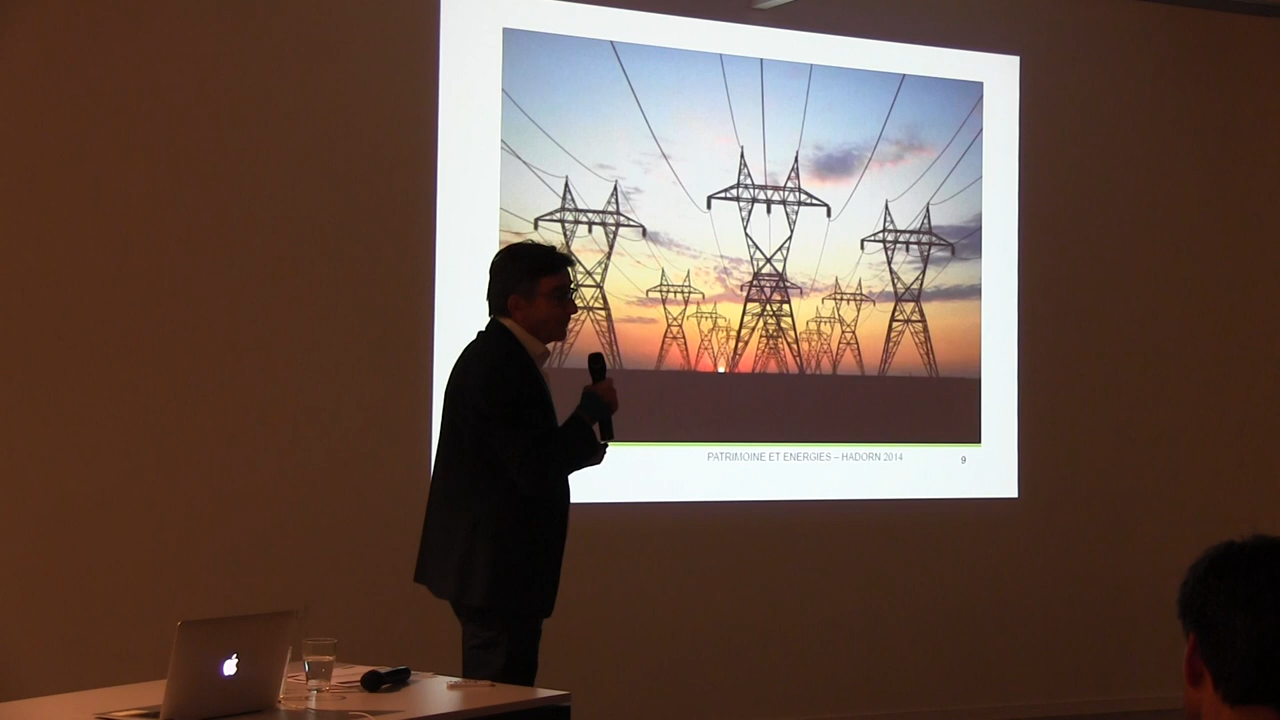 PATRIMOINE ET ENERGIES – HADORN 2014 9